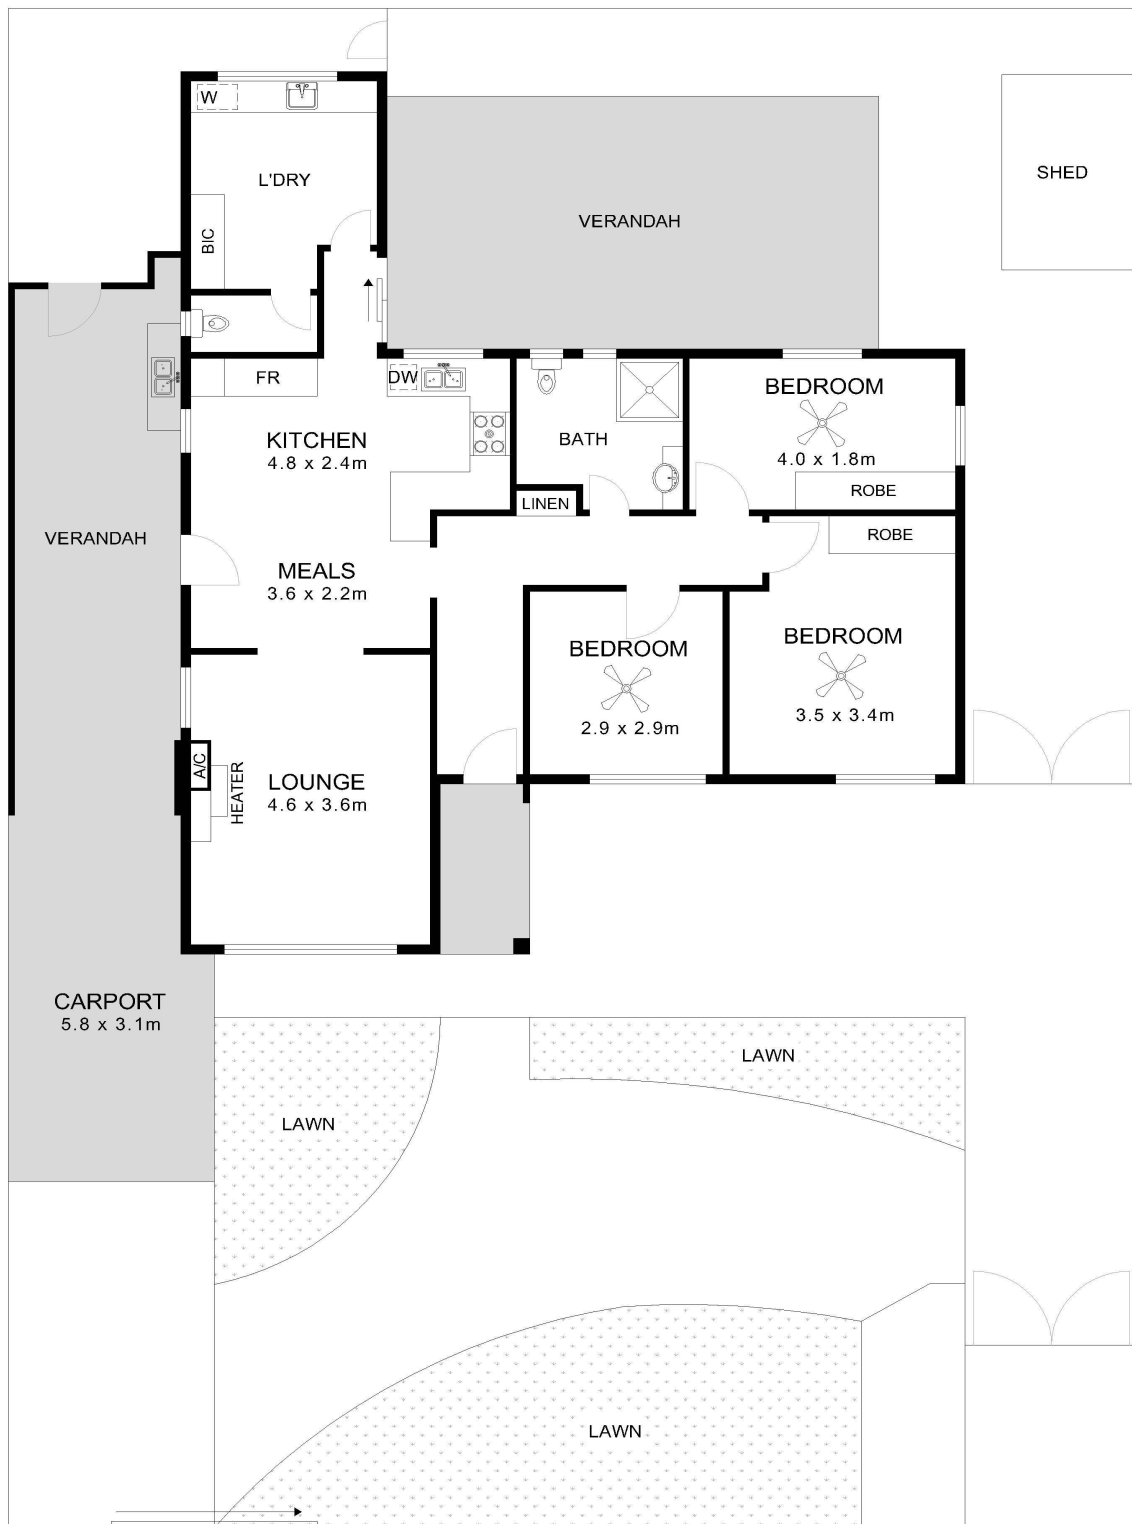 W
L'DRY
BIC
SHED
VERANDAH
FR
DW
KITCHEN
4.8 x 2.4m
BATH
BEDROOM
4.0 x 1.8m
ROBE
LINEN
VERANDAH
MEALS
3.6 x 2.2m
ROBE
BEDROOM
2.9 x 2.9m
BEDROOM
3.5 x 3.4m
A/C
HEATER
LOUNGE
4.6 x 3.6m
CARPORT
5.8 x 3.1m
LAWN
LAWN
LAWN